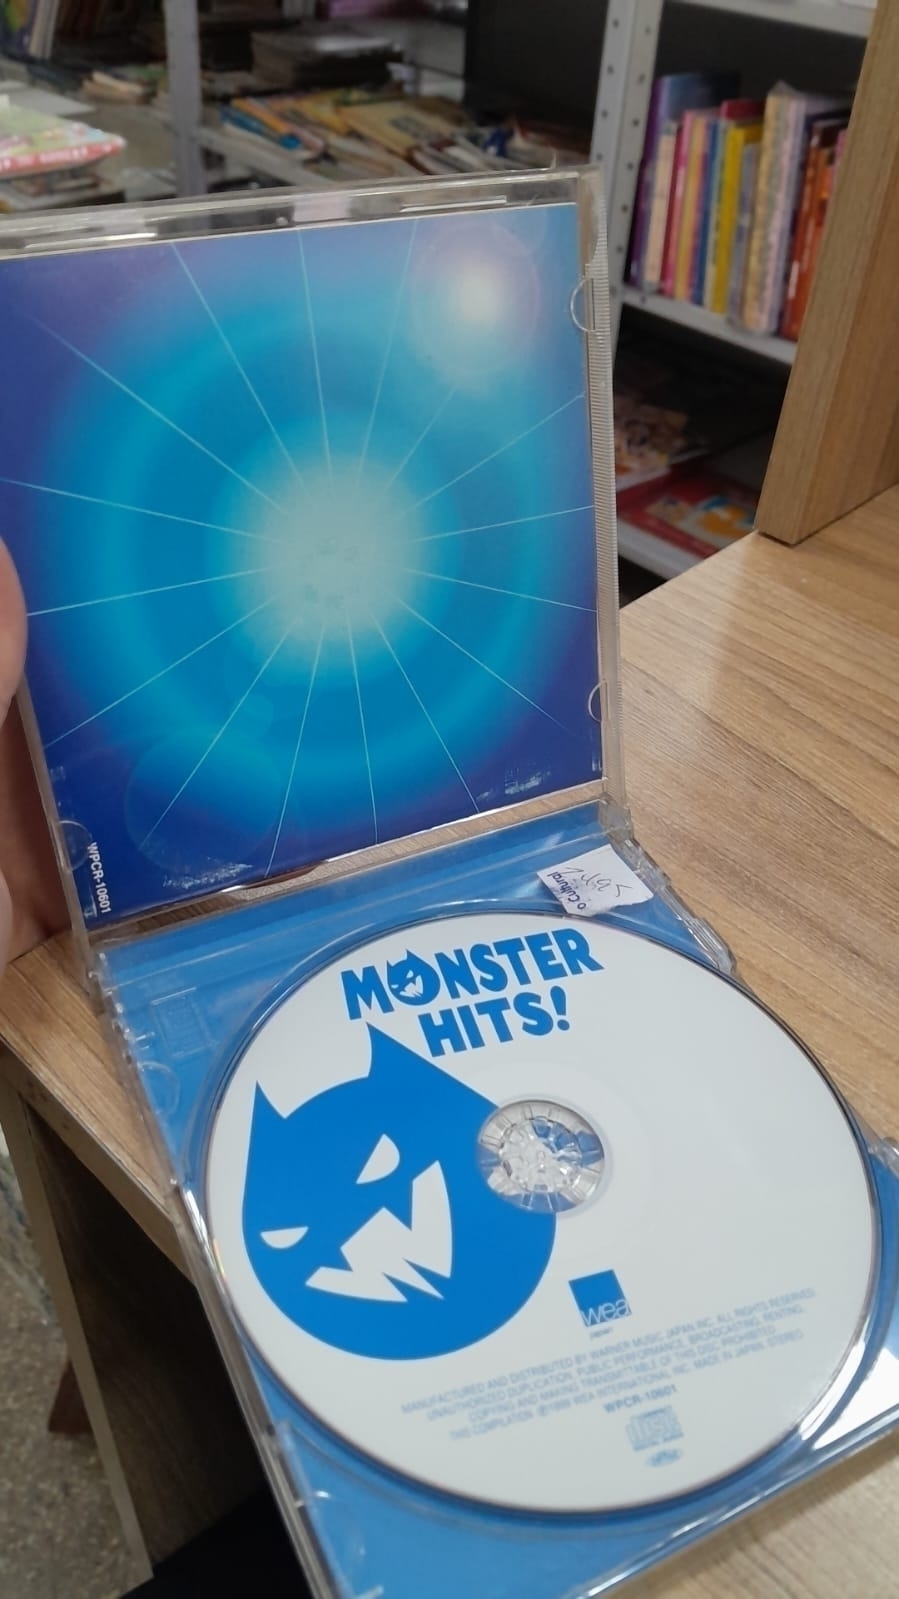 WPCR-10601
o Cultural
MONSTER
HITS!
wea
japan
MANUFACTURED AND DISTRIBUTED BY WARNER MUSIC JAPAN INC. ALL RIGHTS RESERVED.
UNAUTHORIZED DUPLICATION, PUBLIC PERFORMANCE, BROADCASTING, RENTING,
COPYING AND MAKING TRANSMITTABLE OF THIS DISC PROHIBITED.
THIS COMPILATION ℗1999 WEA INTERNATIONAL INC. MADE IN JAPAN. STEREO
WPCR-10601